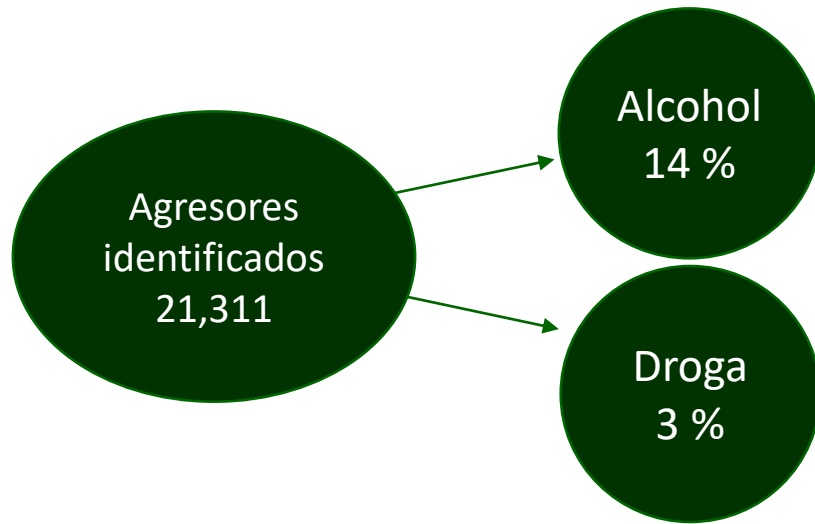 Agresores
identificados
21,311
Alcohol
14 %
Droga
3 %